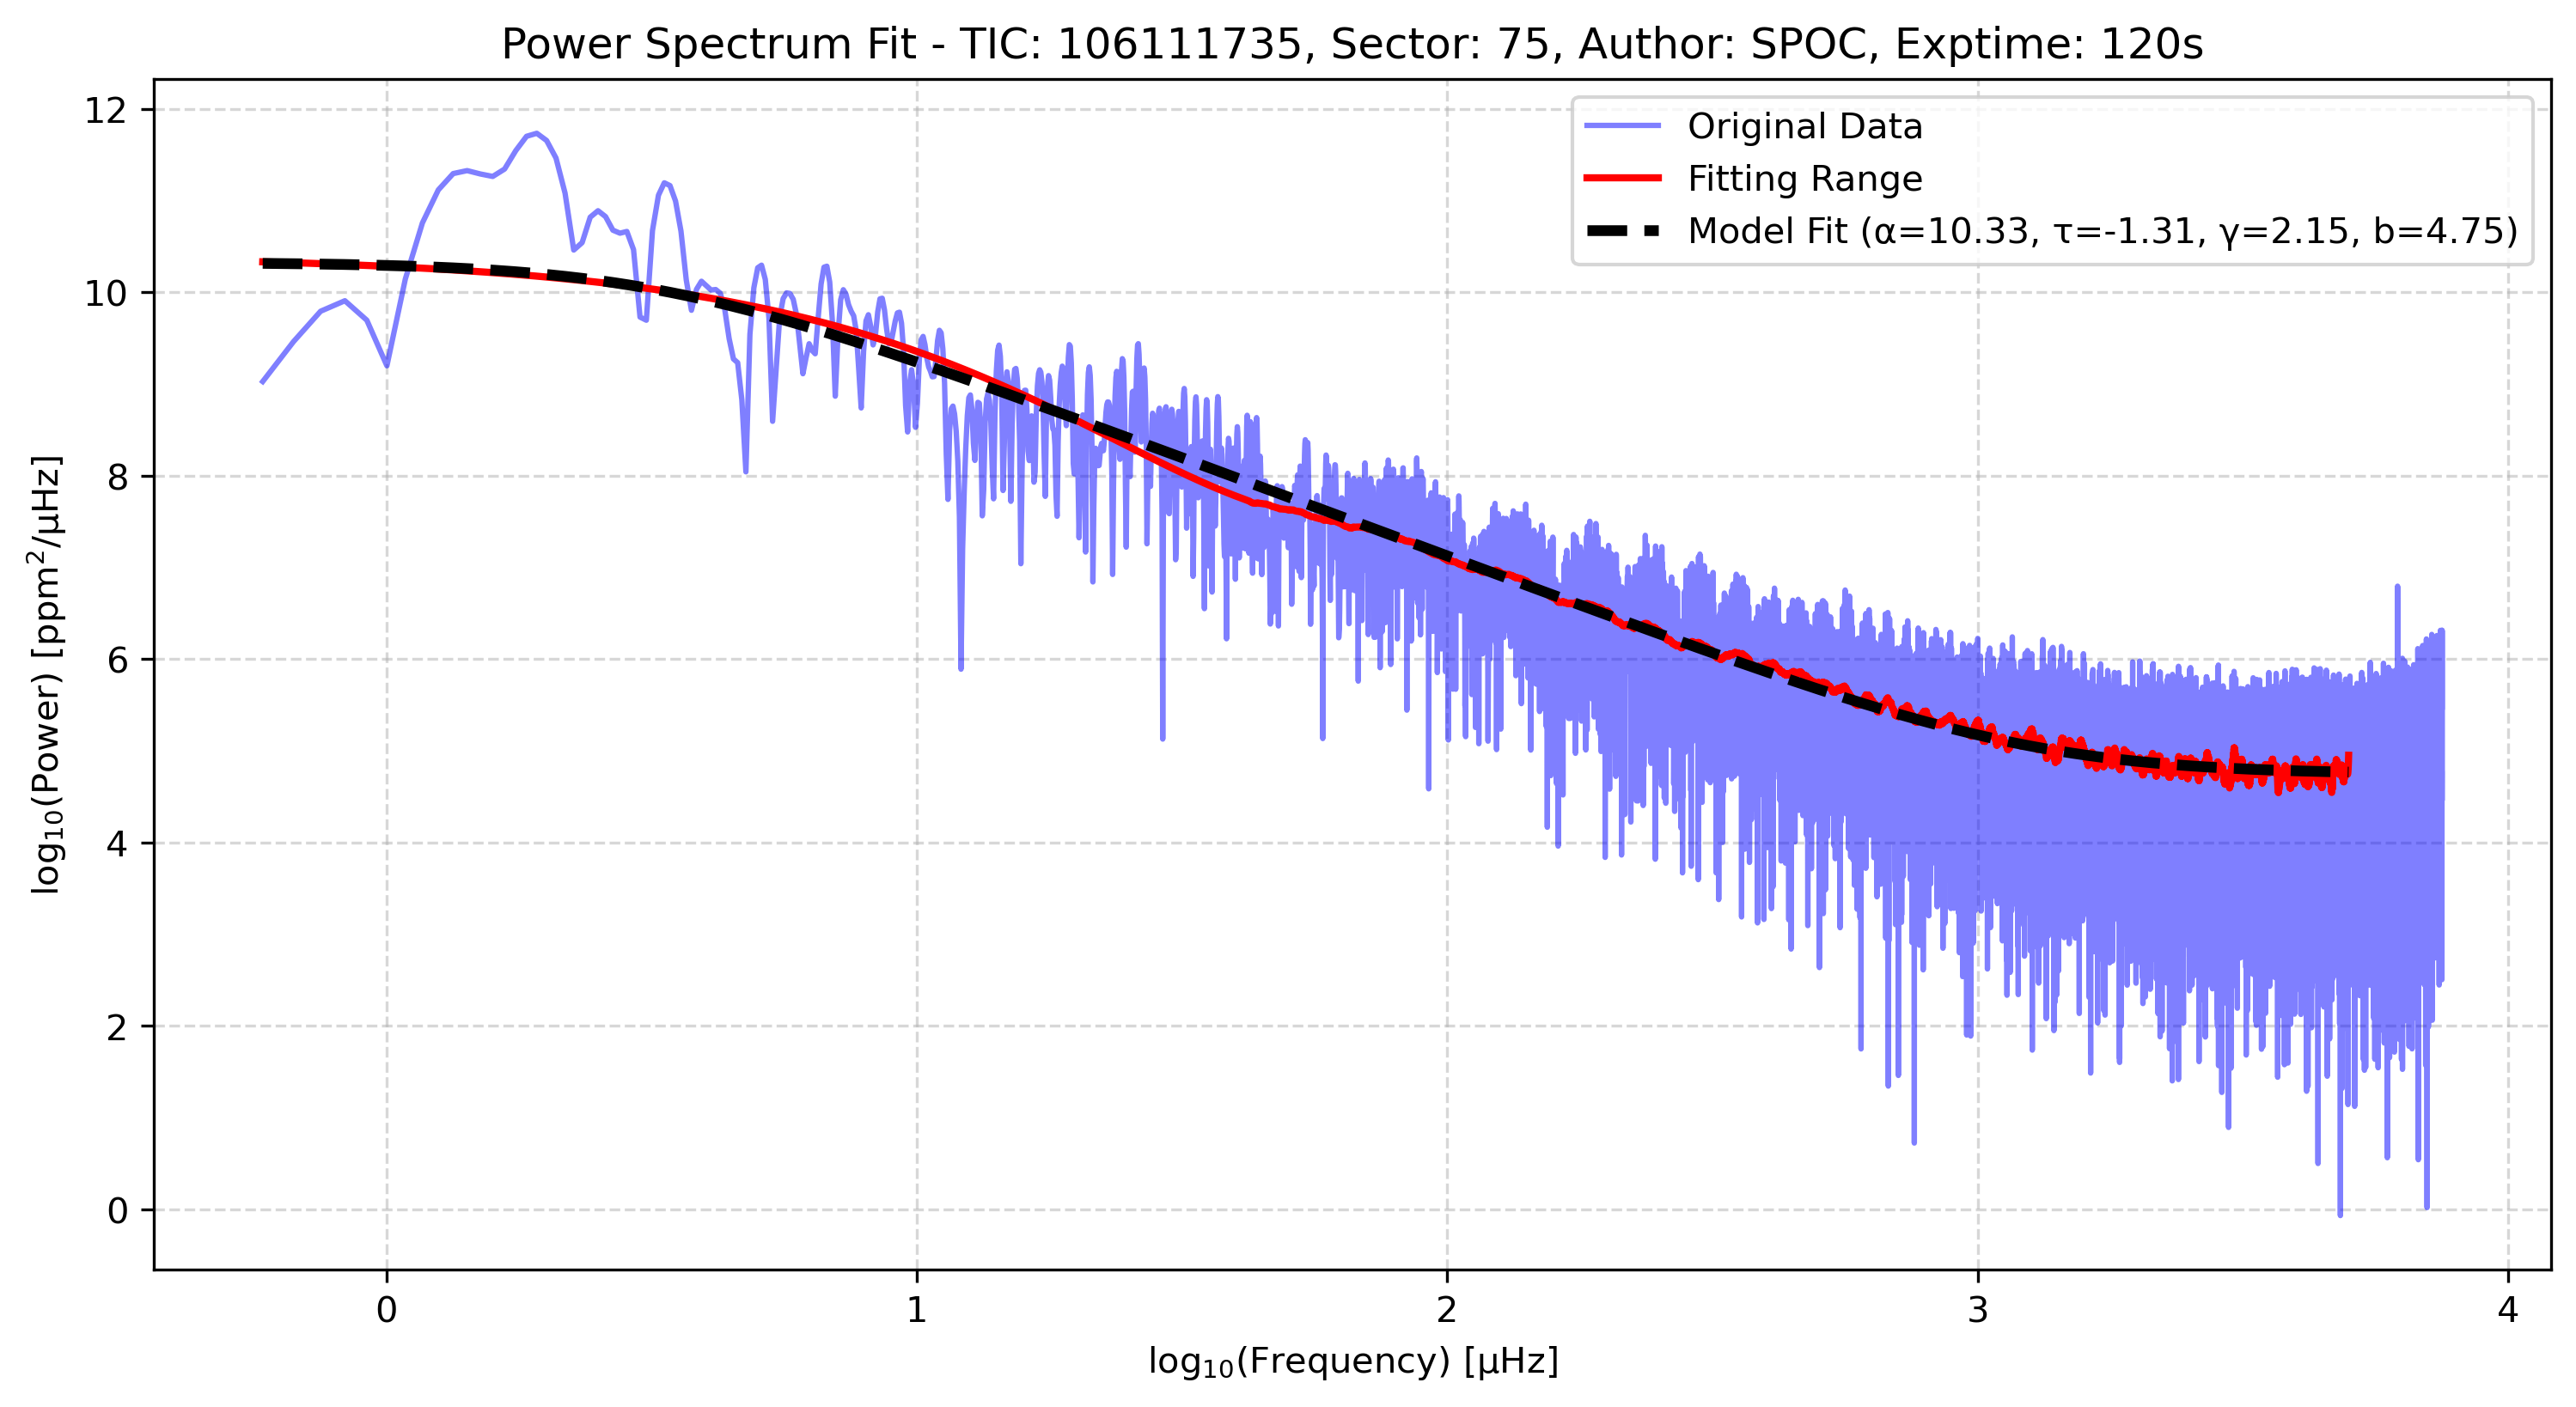 Power Spectrum Fit - TIC: 106111735, Sector: 75, Author: SPOC, Exptime: 120s
Original Data
Fitting Range
Model Fit (α=10.33, τ=-1.31, γ=2.15, b=4.75)
log₁₀(Power) [ppm²/μHz]
12
10
8
6
4
2
0
0 1 2 3 4
log₁₀(Frequency) [μHz]